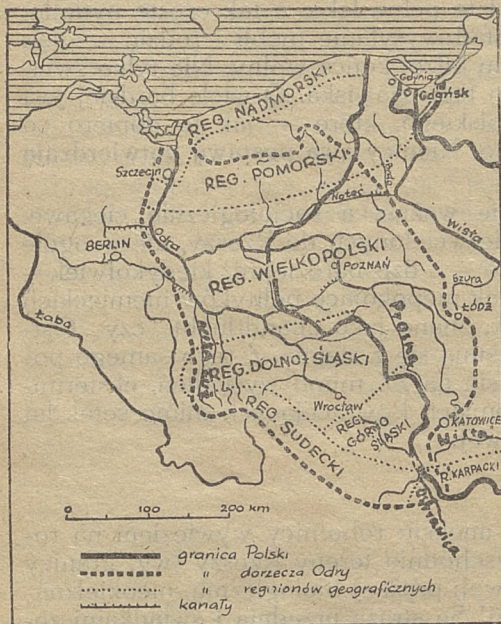 Gdynia
Gdańsk
REG. NADMORSKI
Szczecin
REG. POMORSKI
Brda
Noteć
Wisła
Odra
BERLIN
REG. WIELKOPOLSKI
POZNAŃ
Bzura
Łaba
Prosna
ŁÓDŹ
REG. DOLNO-ŚLĄSKI
Wrocław
REG. SUDECKI
REG.
GÓRNO
ŚLĄSKI
KATOWICE
Wisła
R. KARPACKI
Ostrawica
0 100 200 km
granica Polski
" dorzecza Odry
" regionów geograficznych
kanały